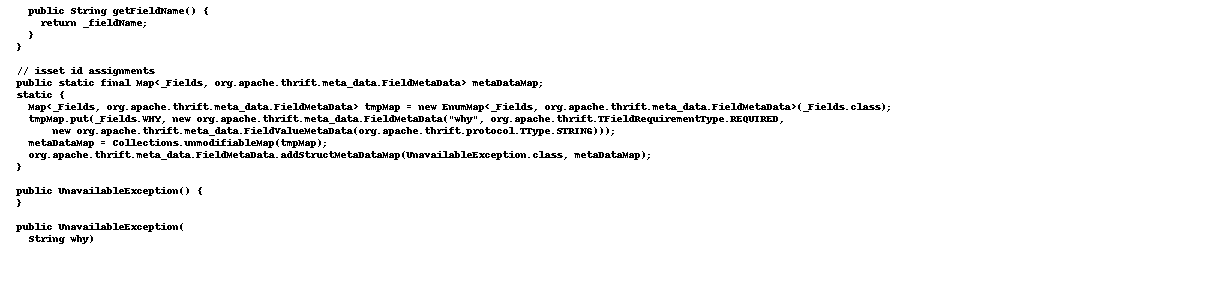 public String getFieldName() {
return _fieldName;
}
}
// isset id assignments
public static final Map<_Fields, org.apache.thrift.meta_data.FieldMetaData> metaDataMap;
static {
Map<_Fields, org.apache.thrift.meta_data.FieldMetaData> tmpMap = new EnumMap<_Fields, org.apache.thrift.meta_data.FieldMetaData>(_Fields.class);
tmpMap.put(_Fields.WHY, new org.apache.thrift.meta_data.FieldMetaData("why", org.apache.thrift.TFieldRequirementType.REQUIRED,
new org.apache.thrift.meta_data.FieldValueMetaData(org.apache.thrift.protocol.TType.STRING)));
metaDataMap = Collections.unmodifiableMap(tmpMap);
org.apache.thrift.meta_data.FieldMetaData.addStructMetaDataMap(UnavailableException.class, metaDataMap);
}
public UnavailableException() {
}
public UnavailableException(
String why)